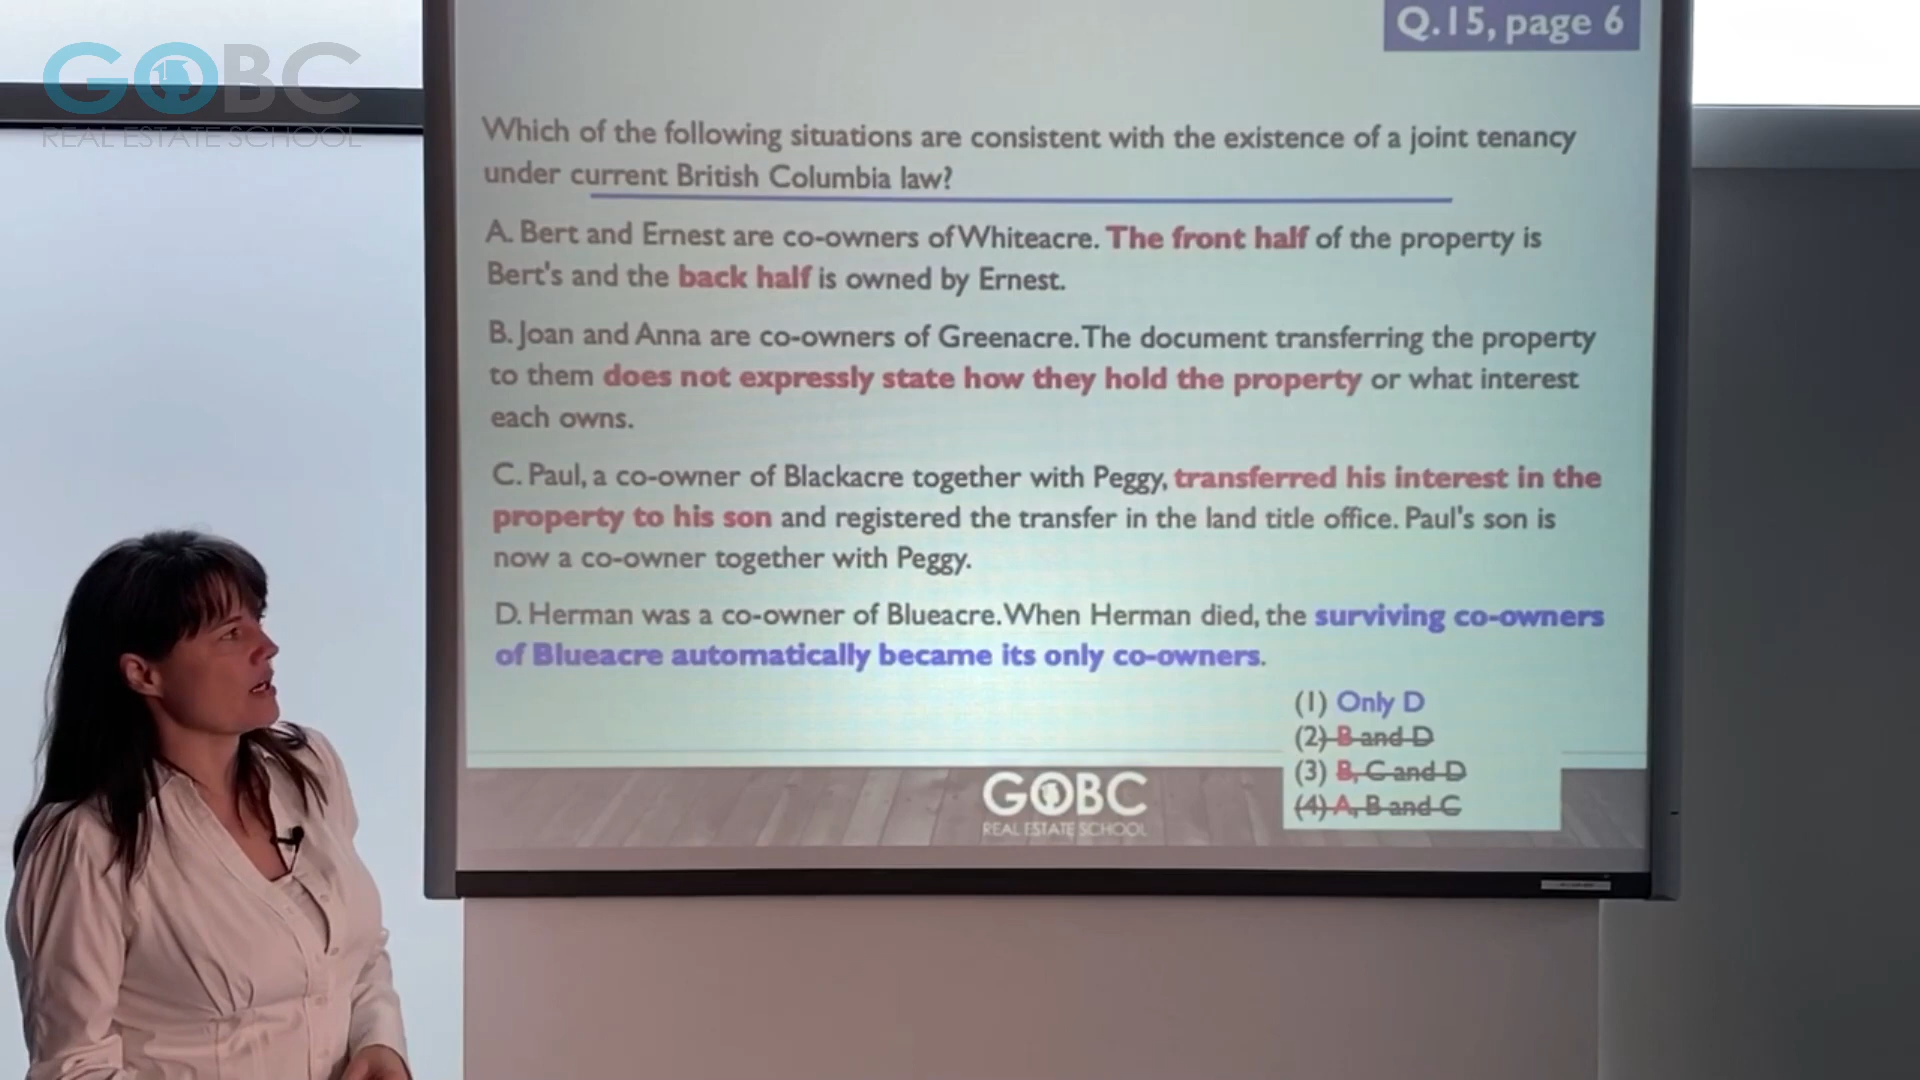 GOBC
REAL ESTATE SCHOOL
Q.15, page 6
Which of the following situations are consistent with the existence of a joint tenancy
under current British Columbia law?
A. Bert and Ernest are co-owners of Whiteacre. The front half of the property is
Bert's and the back half is owned by Ernest.
B. Joan and Anna are co-owners of Greenacre. The document transferring the property
to them does not expressly state how they hold the property or what interest
each owns.
C. Paul, a co-owner of Blackacre together with Peggy, transferred his interest in the
property to his son and registered the transfer in the land title office. Paul's son is
now a co-owner together with Peggy.
D. Herman was a co-owner of Blueacre. When Herman died, the surviving co-owners
of Blueacre automatically became its only co-owners.
(1) Only D
(2) B and D
(3) B, C and D
(4) A, B and C
GOBC
REAL ESTATE SCHOOL